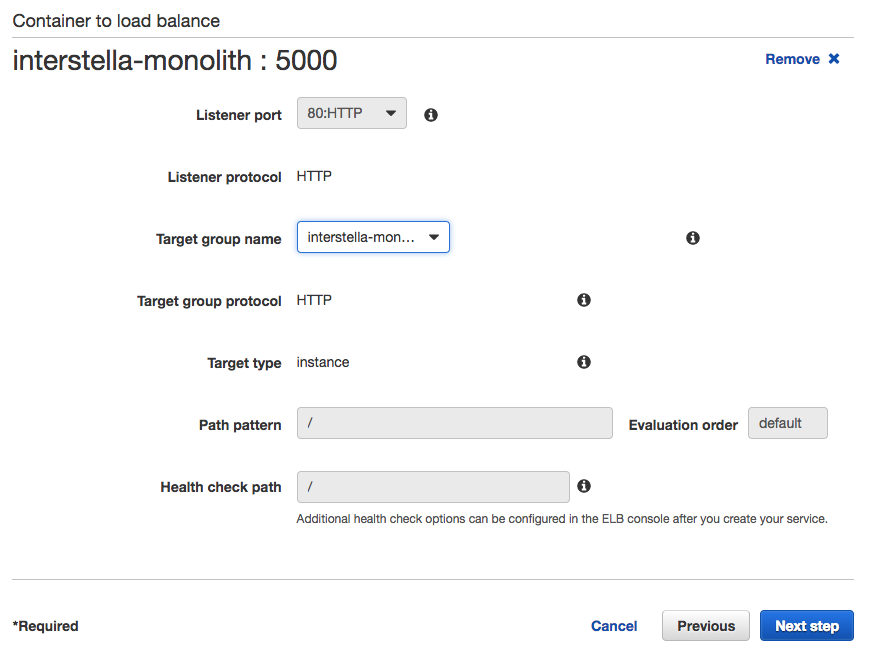 Container to load balance
interstella-monolith : 5000
Remove ✖
Listener port 80:HTTP
Listener protocol HTTP
Target group name interstella-mon...
Target group protocol HTTP
Target type instance
Path pattern / Evaluation order default
Health check path /
Additional health check options can be configured in the ELB console after you create your service.
*Required Cancel Previous Next step